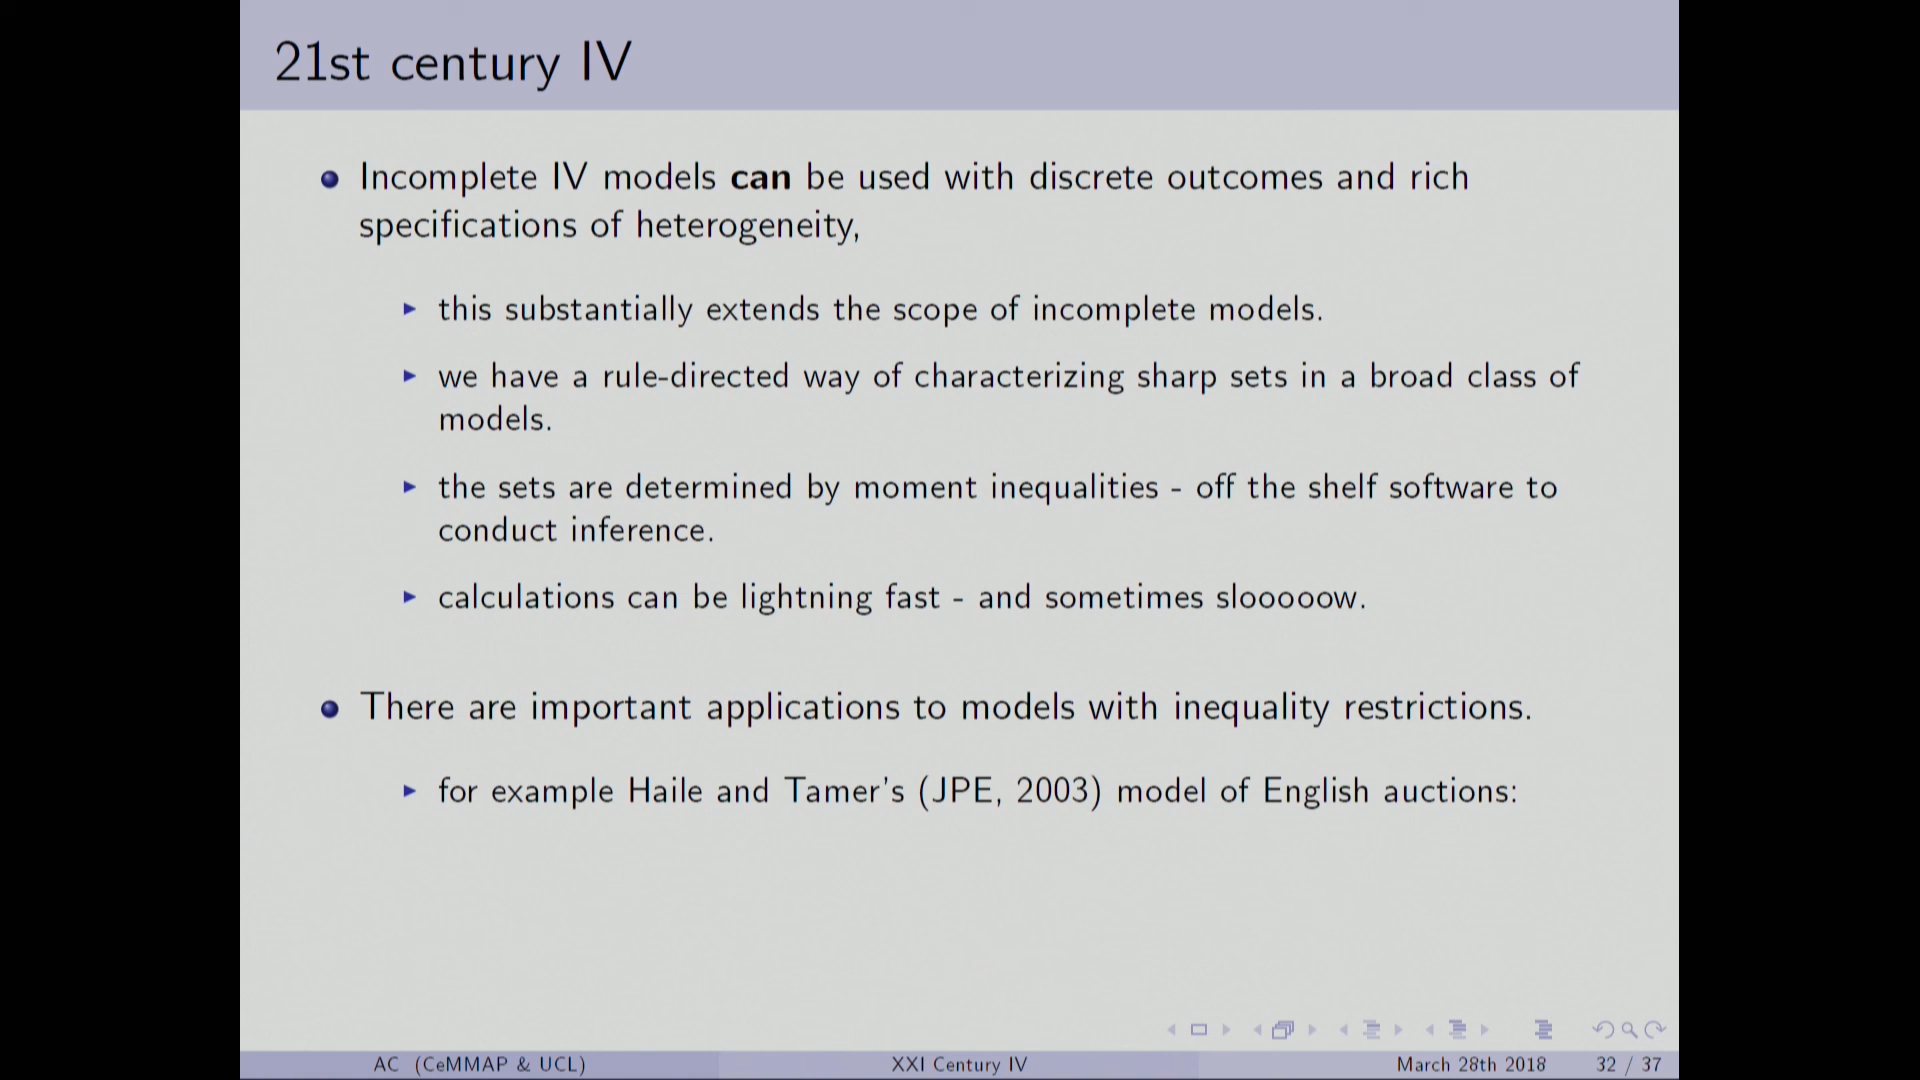 21st century IV
Incomplete IV models can be used with discrete outcomes and rich
specifications of heterogeneity,
this substantially extends the scope of incomplete models.
we have a rule-directed way of characterizing sharp sets in a broad class of
models.
the sets are determined by moment inequalities - off the shelf software to
conduct inference.
calculations can be lightning fast - and sometimes slooooow.
There are important applications to models with inequality restrictions.
for example Haile and Tamer's (JPE, 2003) model of English auctions:
AC (CeMMAP & UCL)
XXI Century IV
March 28th 2018
32 / 37